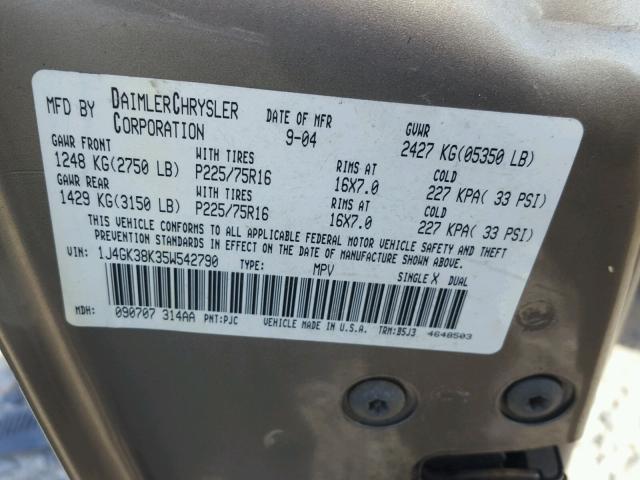 MFD BY DAIMLERCHRYSLER CORPORATION DATE OF MFR 9-04 GVWR 2427 KG(05350 LB)
GAWR FRONT WITH TIRES RIMS AT COLD
1248 KG(2750 LB) P225/75R16 16X7.0 227 KPA( 33 PSI)
GAWR REAR WITH TIRES RIMS AT COLD
1429 KG(3150 LB) P225/75R16 16X7.0 227 KPA( 33 PSI)
THIS VEHICLE CONFORMS TO ALL APPLICABLE FEDERAL MOTOR VEHICLE SAFETY AND THEFT
PREVENTION STANDARDS IN EFFECT ON THE DATE OF MANUFACTURE SHOWN ABOVE.
VIN: 1J4GK38K35W542790 TYPE: MPV SINGLE X DUAL
MDH: 090707 314AA PNT:PJC VEHICLE MADE IN U.S.A. TRM:B5J3 4648503